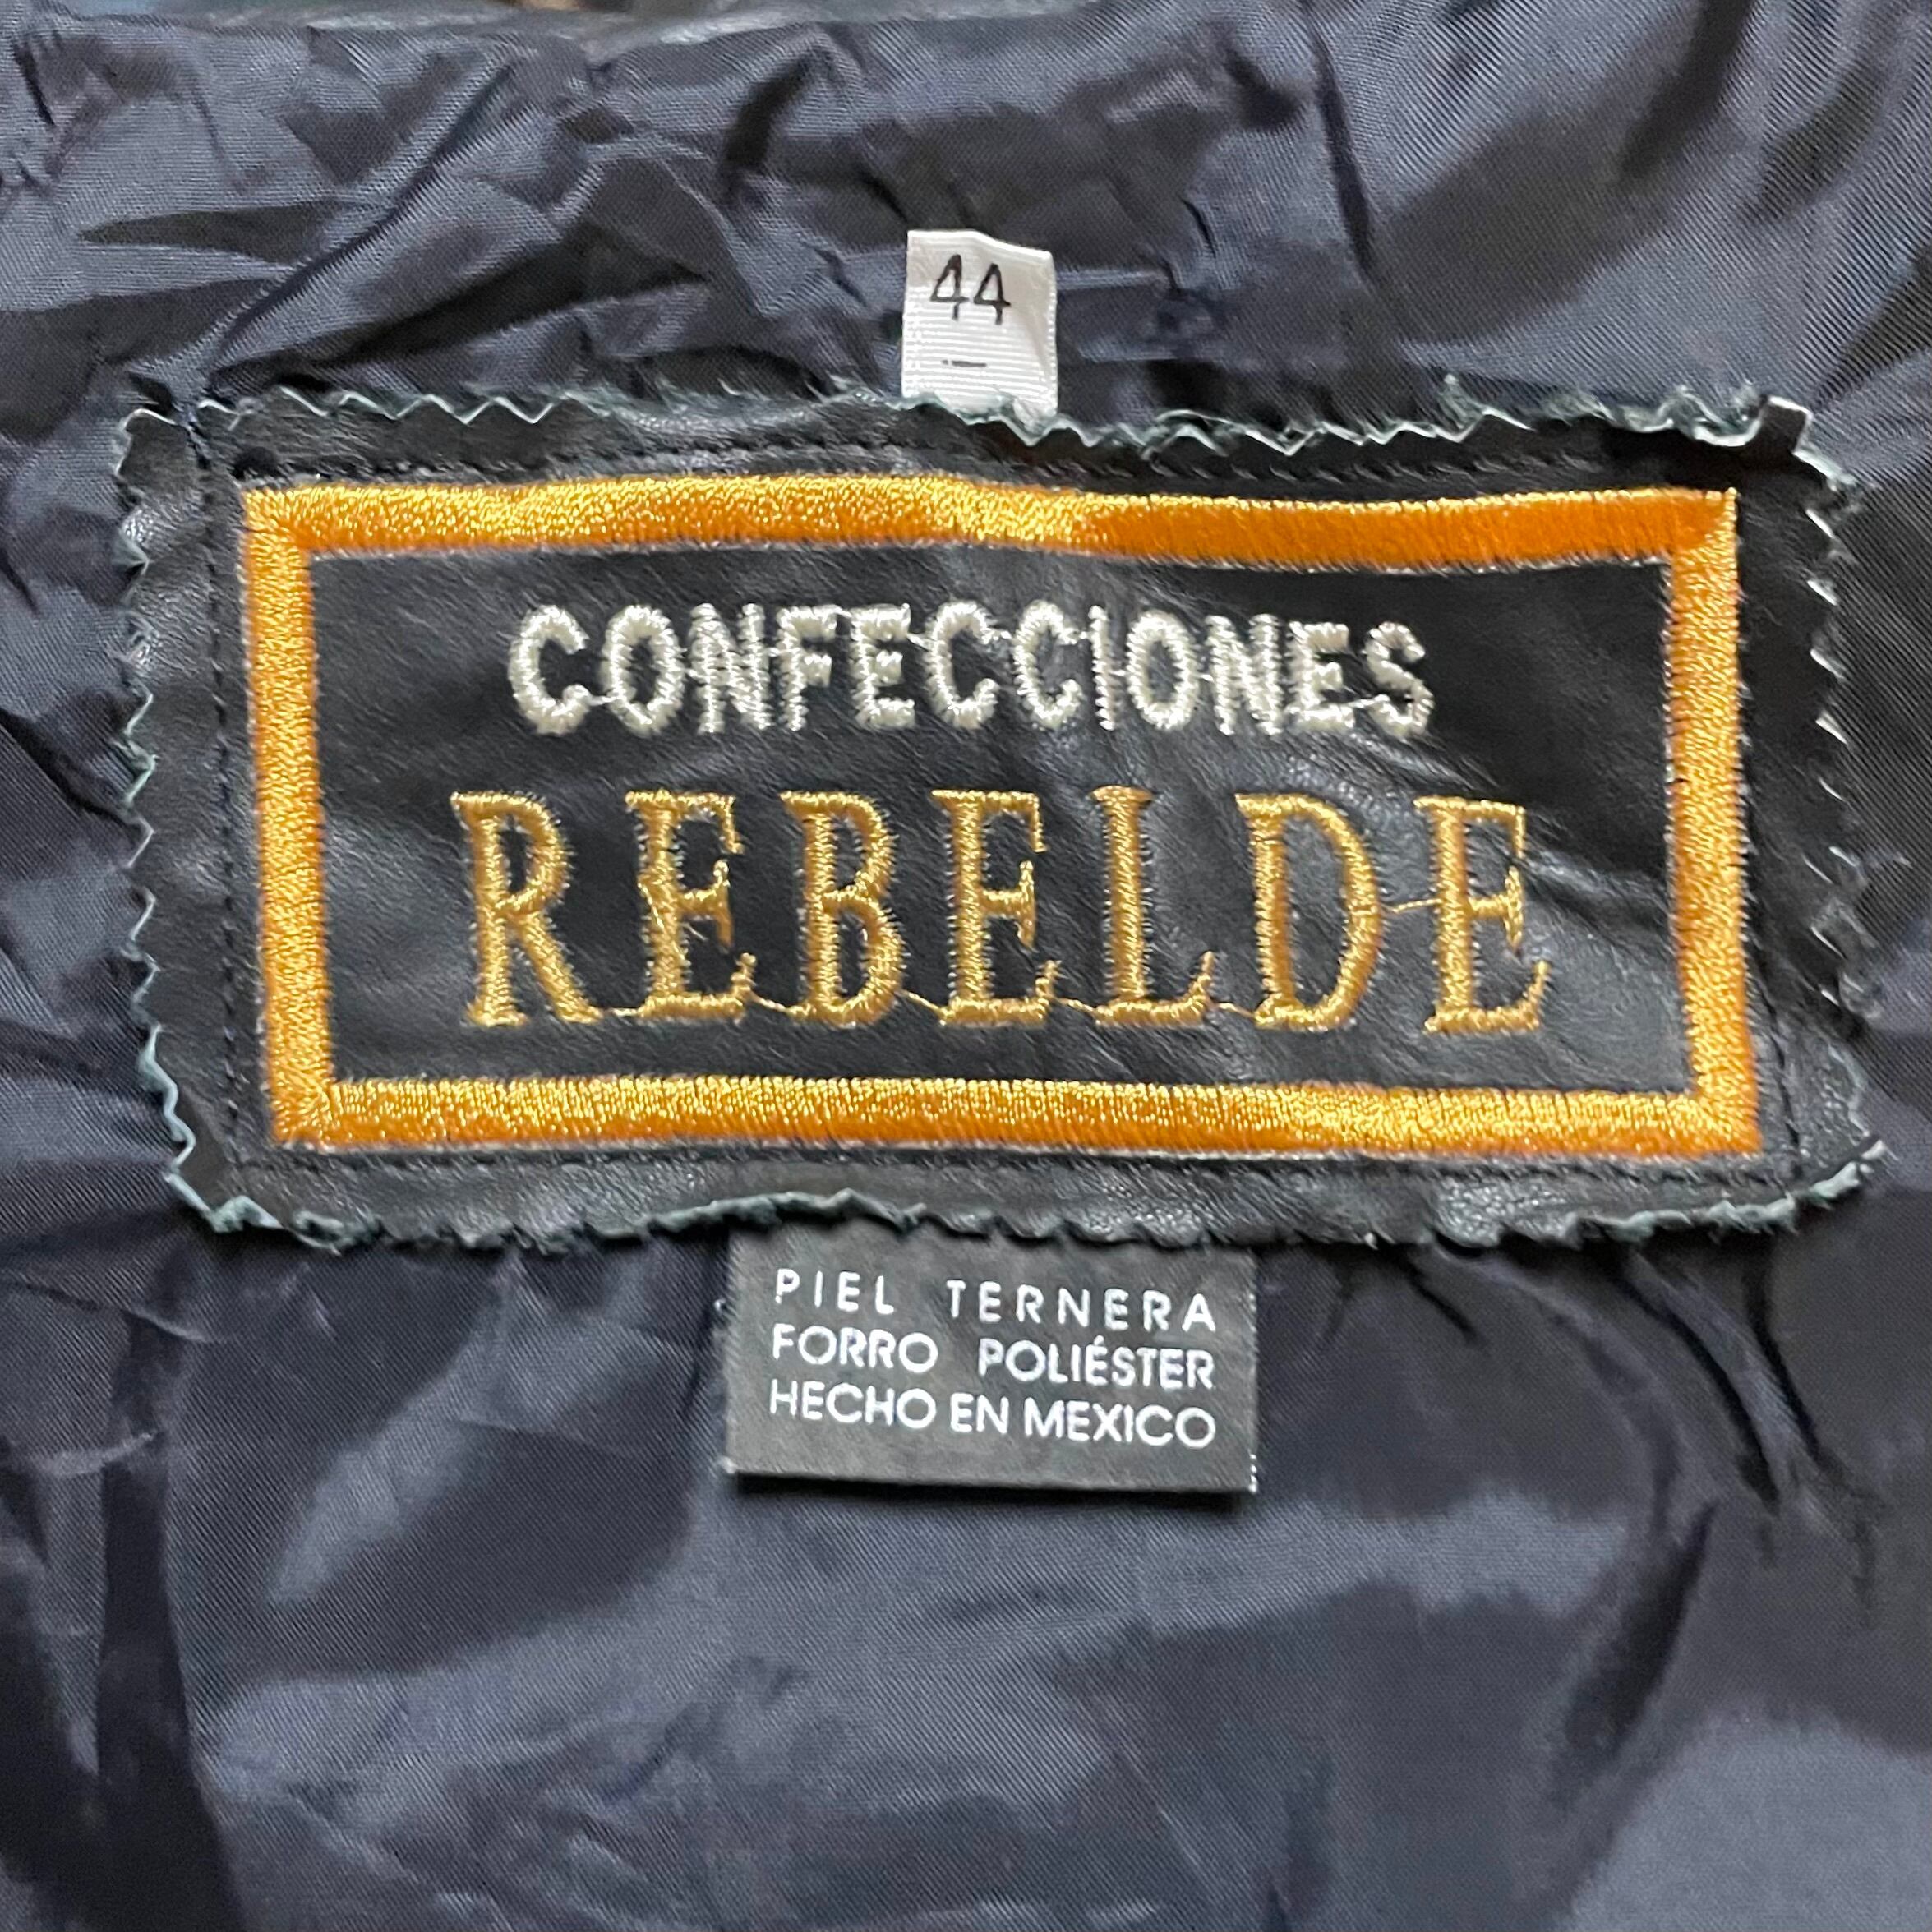 44
CONFECCIONES
REBELDE
PIEL TERNERA
FORRO POLIÉSTER
HECHO EN MEXICO